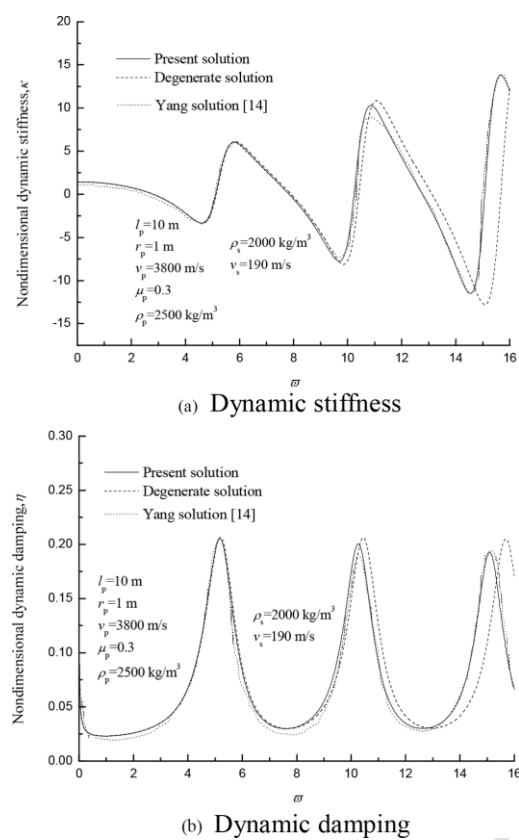 20
15
10
5
0
-5
-10
-15
Nondimensional dynamic stiffness,κ
Present solution
Degenerate solution
Yang solution [14]
lp=10 m
rp=1 m
vp=3800 m/s
μp=0.3
ρp=2500 kg/m³
ρs=2000 kg/m³
vs=190 m/s
0 2 4 6 8 10 12 14 16
ϖ
(a) Dynamic stiffness
0.30
0.25
0.20
0.15
0.10
0.05
0.00
Nondimensional dynamic damping,η
Present solution
Degenerate solution
Yang solution [14]
lp=10 m
rp=1 m
vp=3800 m/s
μp=0.3
ρp=2500 kg/m³
ρs=2000 kg/m³
vs=190 m/s
0 2 4 6 8 10 12 14 16
ϖ
(b) Dynamic damping